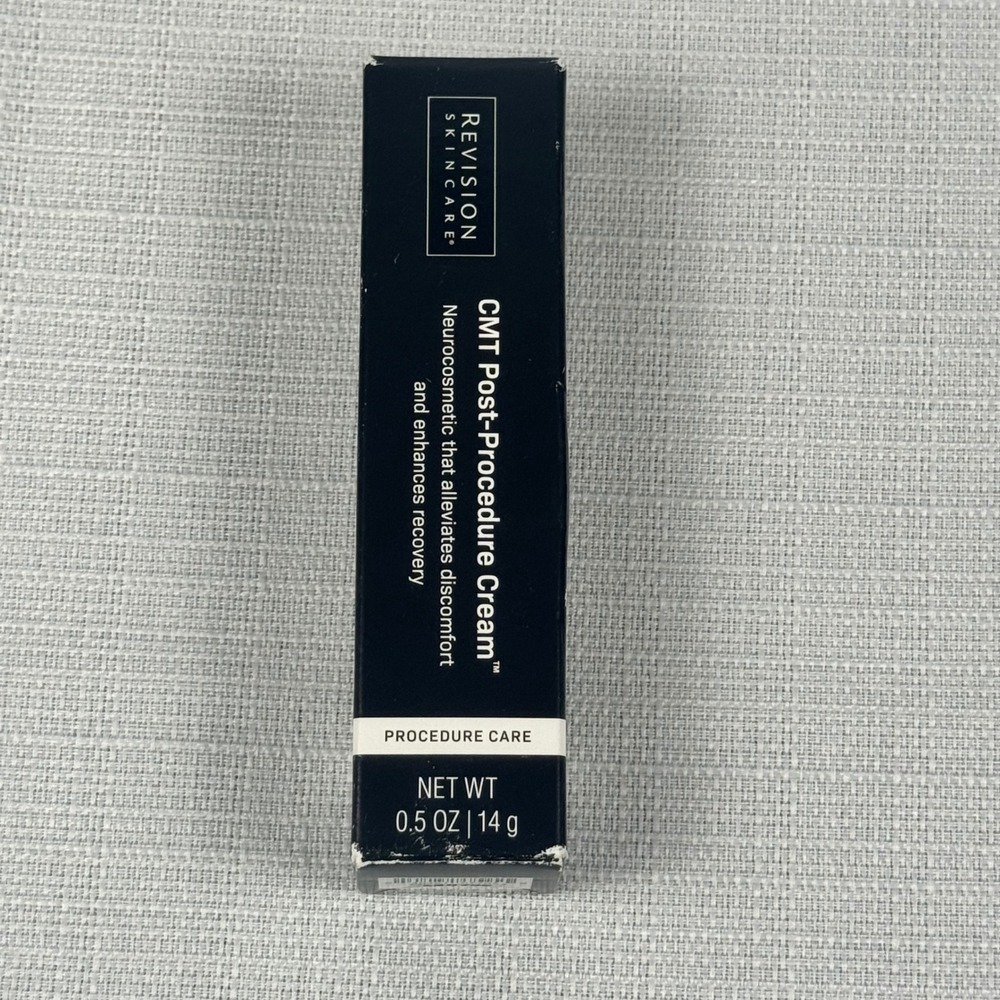 REVISION
SKINCARE®
CMT Post-Procedure Cream™
Neurocosmetic that alleviates discomfort
and enhances recovery
PROCEDURE CARE
NET WT
0.5 OZ | 14 g